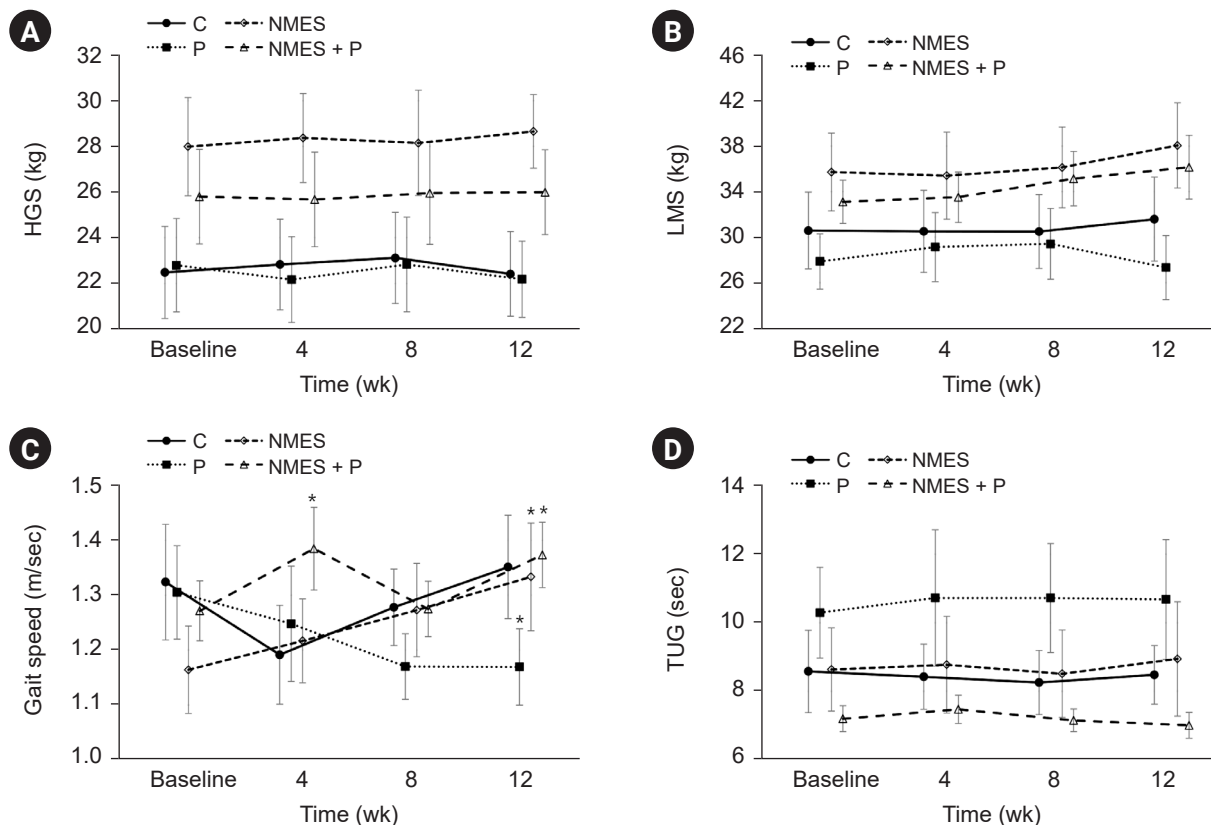 A
C NMES
P NMES + P
32
30
28
26
24
22
20
HGS (kg)
Baseline 4 8 12
Time (wk)
B
C NMES
P NMES + P
46
42
38
34
30
26
22
LMS (kg)
Baseline 4 8 12
Time (wk)
C
C NMES
P NMES + P
1.5
1.4
1.3
1.2
1.1
1.0
Gait speed (m/sec)
*
* *
*
Baseline 4 8 12
Time (wk)
D
C NMES
P NMES + P
14
12
10
8
6
TUG (sec)
Baseline 4 8 12
Time (wk)